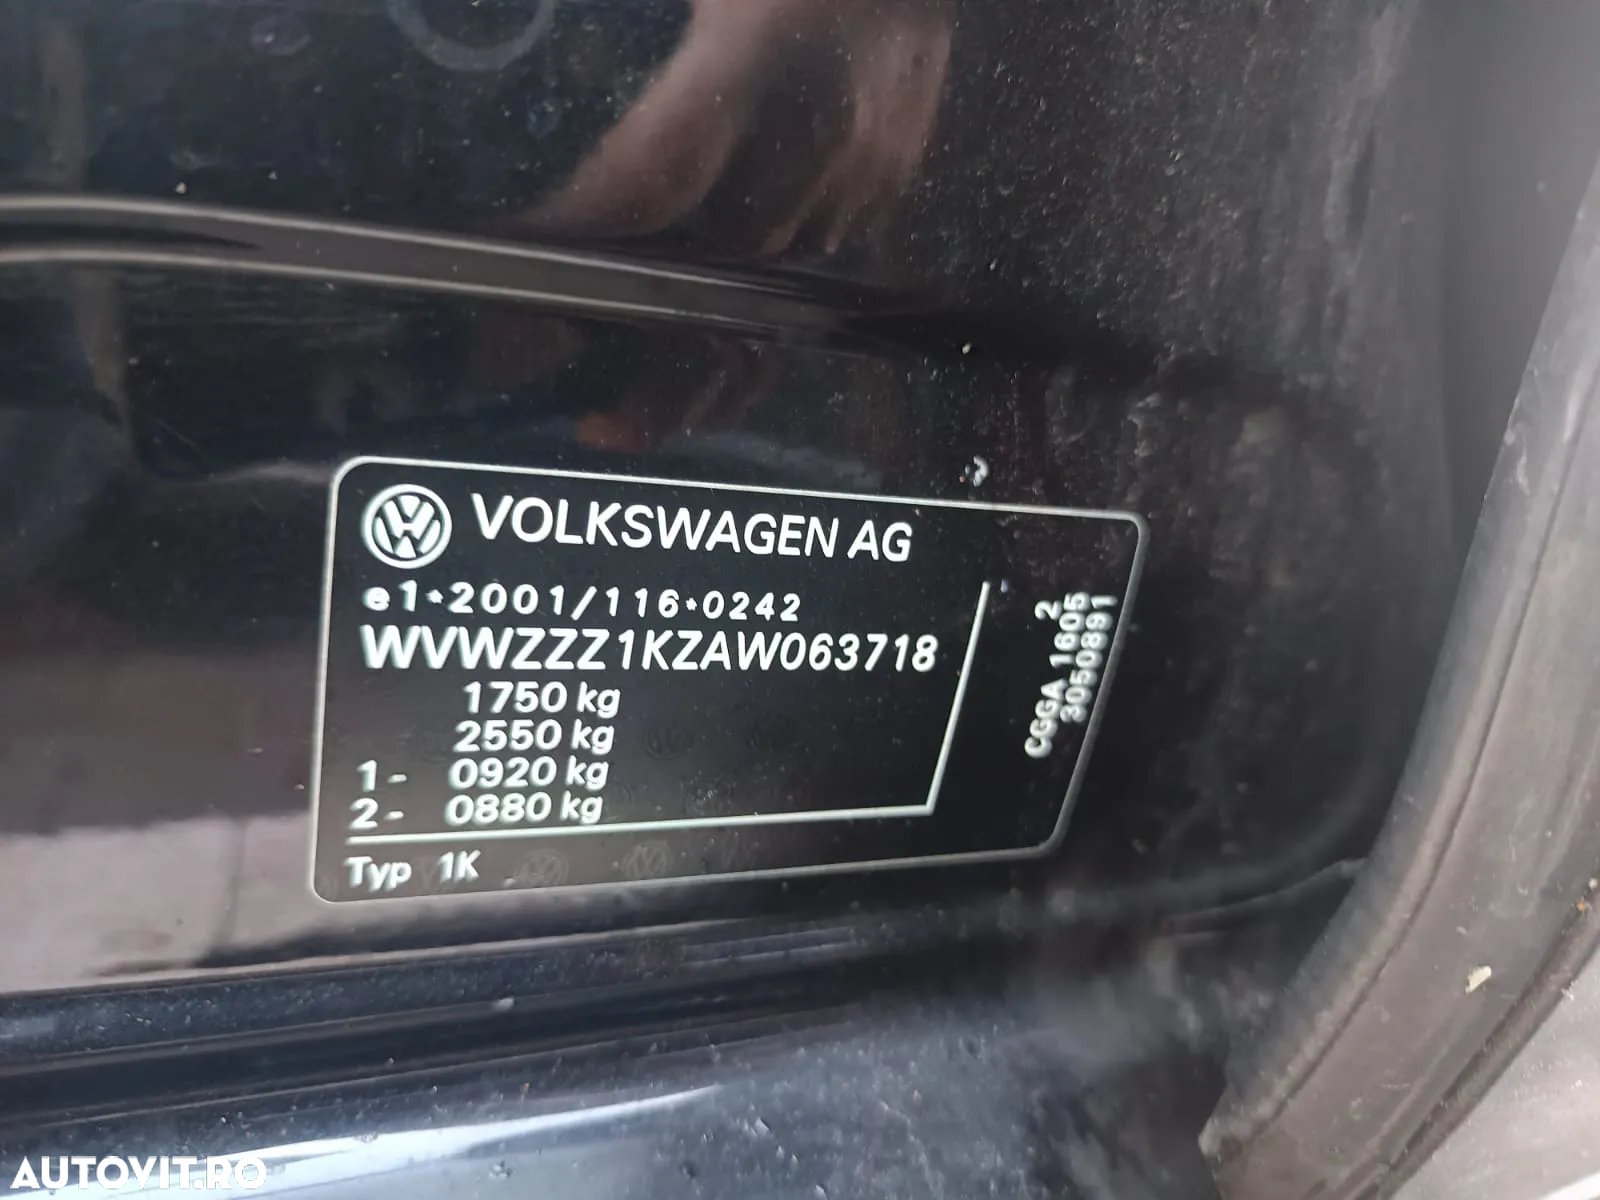 VOLKSWAGEN AG
e1*2001/116*0242
WVWZZZ1KZAW063718
1750 kg
2550 kg
1- 0920 kg
2- 0880 kg
Typ 1K
2
CGGA 1605
3050891
AUTOVIT.RO